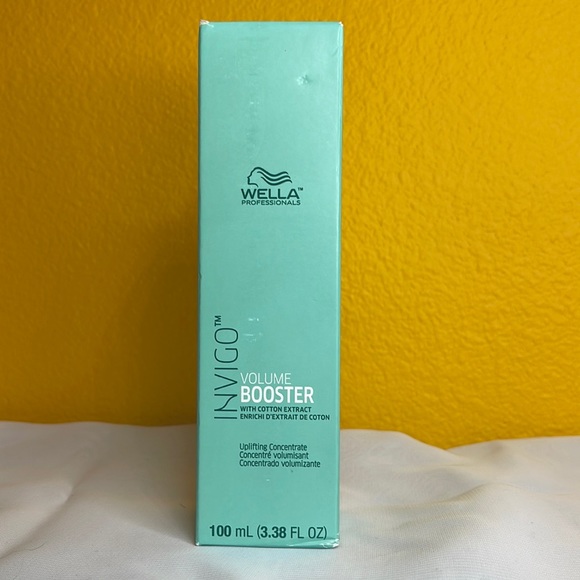 WELLA™
PROFESSIONALS
INVIGO™
VOLUME
BOOSTER
WITH COTTON EXTRACT
ENRICHI D'EXTRAIT DE COTON
Uplifting Concentrate
Concentré volumisant
Concentrado volumizante
100 mL (3.38 FL OZ)